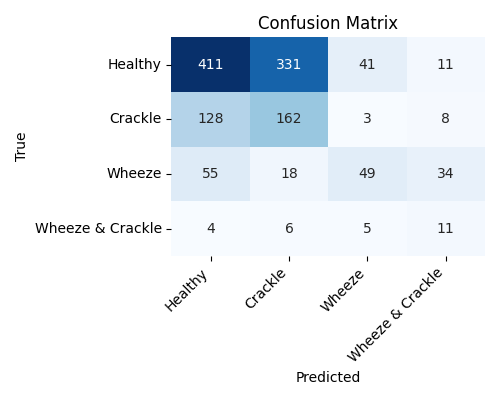 Confusion Matrix
True
Healthy 411 331 41 11
Crackle 128 162 3 8
Wheeze 55 18 49 34
Wheeze & Crackle 4 6 5 11
Healthy Crackle Wheeze Wheeze & Crackle
Predicted